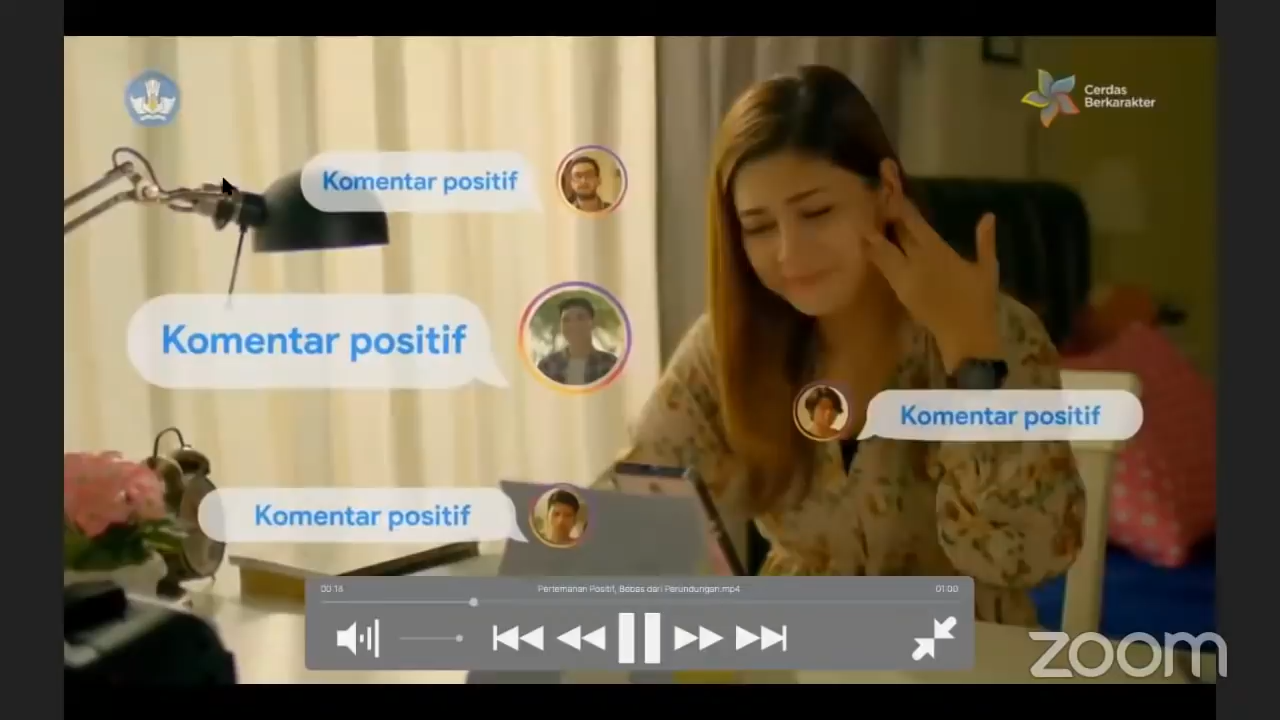 Cerdas
Berkarakter
Komentar positif
Komentar positif
Komentar positif
Komentar positif
00:18
Pertemanan Positif, Bebas dari Perundungan.mp4
01:00
zoom